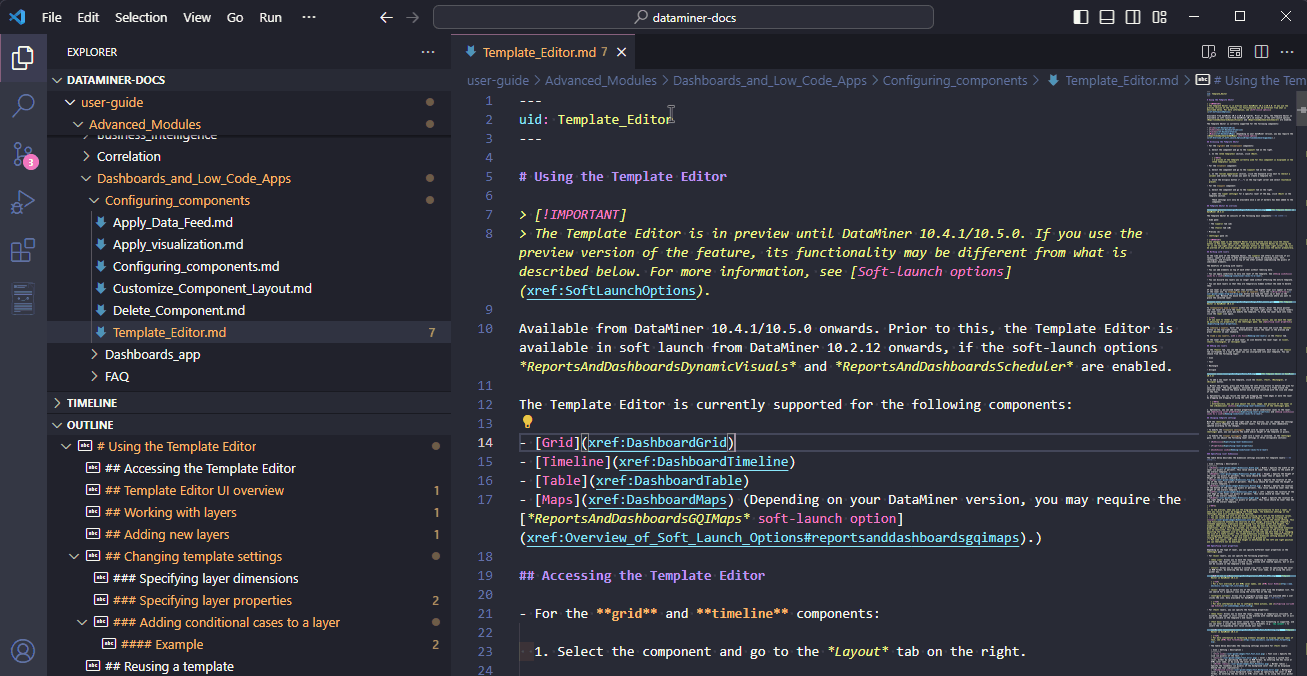 File Edit Selection View Go Run ··· dataminer-docs
EXPLORER
DATAMINER-DOCS
user-guide
Advanced_Modules
Business_Intelligence
Correlation
Dashboards_and_Low_Code_Apps
Configuring_components
Apply_Data_Feed.md
Apply_visualization.md
Configuring_components.md
Customize_Component_Layout.md
Delete_Component.md
Template_Editor.md 7
Dashboards_app
FAQ
TIMELINE
OUTLINE
# Using the Template Editor
## Accessing the Template Editor
## Template Editor UI overview 1
## Working with layers 1
## Adding new layers 1
## Changing template settings
### Specifying layer dimensions
### Specifying layer properties 2
### Adding conditional cases to a layer
#### Example 2
## Reusing a template
3
Template_Editor.md 7
user-guide > Advanced_Modules > Dashboards_and_Low_Code_Apps > Configuring_components > Template_Editor.md > # Using the Tem
1 ---
2 uid: Template_Editor
3 ---
4
5 # Using the Template Editor
6
7 > [!IMPORTANT]
8 > The Template Editor is in preview until DataMiner 10.4.1/10.5.0. If you use the
preview version of the feature, its functionality may be different from what is
described below. For more information, see [Soft-launch options]
(xref:SoftLaunchOptions).
9
10 Available from DataMiner 10.4.1/10.5.0 onwards. Prior to this, the Template Editor is
available in soft launch from DataMiner 10.2.12 onwards, if the soft-launch options
*ReportsAndDashboardsDynamicVisuals* and *ReportsAndDashboardsScheduler* are enabled.
11
12 The Template Editor is currently supported for the following components:
13
14 - [Grid](xref:DashboardGrid)
15 - [Timeline](xref:DashboardTimeline)
16 - [Table](xref:DashboardTable)
17 - [Maps](xref:DashboardMaps) (Depending on your DataMiner version, you may require the
[*ReportsAndDashboardsGQIMaps* soft-launch option]
(xref:Overview_of_Soft_Launch_Options#reportsanddashboardsgqimaps).)
18
19 ## Accessing the Template Editor
20
21 - For the **grid** and **timeline** components:
22
23 1. Select the component and go to the *Layout* tab on the right.
24